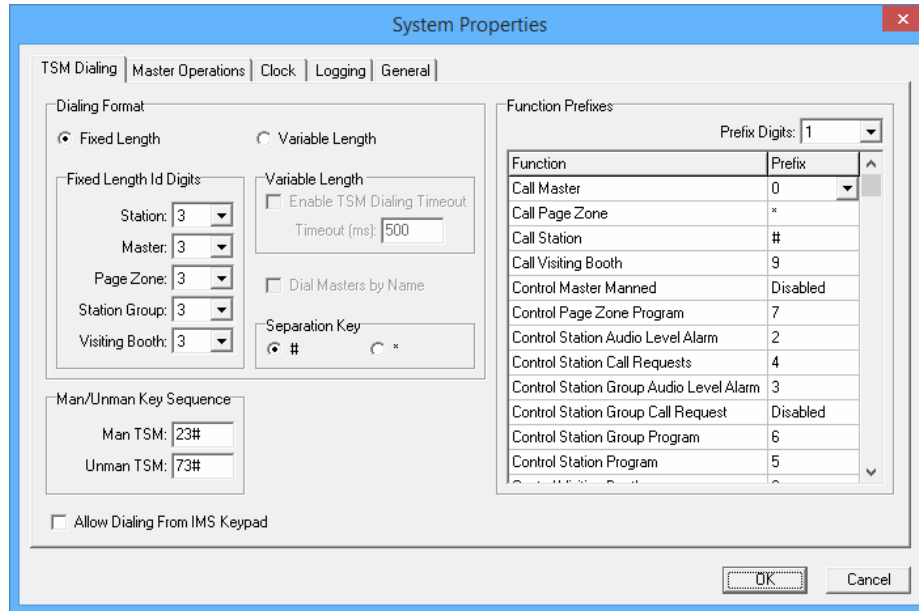 System Properties
TSM Dialing Master Operations Clock Logging General
Dialing Format
Fixed Length Variable Length
Fixed Length Id Digits
Station: 3
Master: 3
Page Zone: 3
Station Group: 3
Visiting Booth: 3
Variable Length
Enable TSM Dialing Timeout
Timeout (ms): 500
Dial Masters by Name
Separation Key
# *
Man/Unman Key Sequence
Man TSM: 23#
Unman TSM: 73#
Allow Dialing From IMS Keypad
Function Prefixes
Prefix Digits: 1
Function Prefix
Call Master 0
Call Page Zone *
Call Station #
Call Visiting Booth 9
Control Master Manned Disabled
Control Page Zone Program 7
Control Station Audio Level Alarm 2
Control Station Call Requests 4
Control Station Group Audio Level Alarm 3
Control Station Group Call Request Disabled
Control Station Group Program 6
Control Station Program 5
OK Cancel